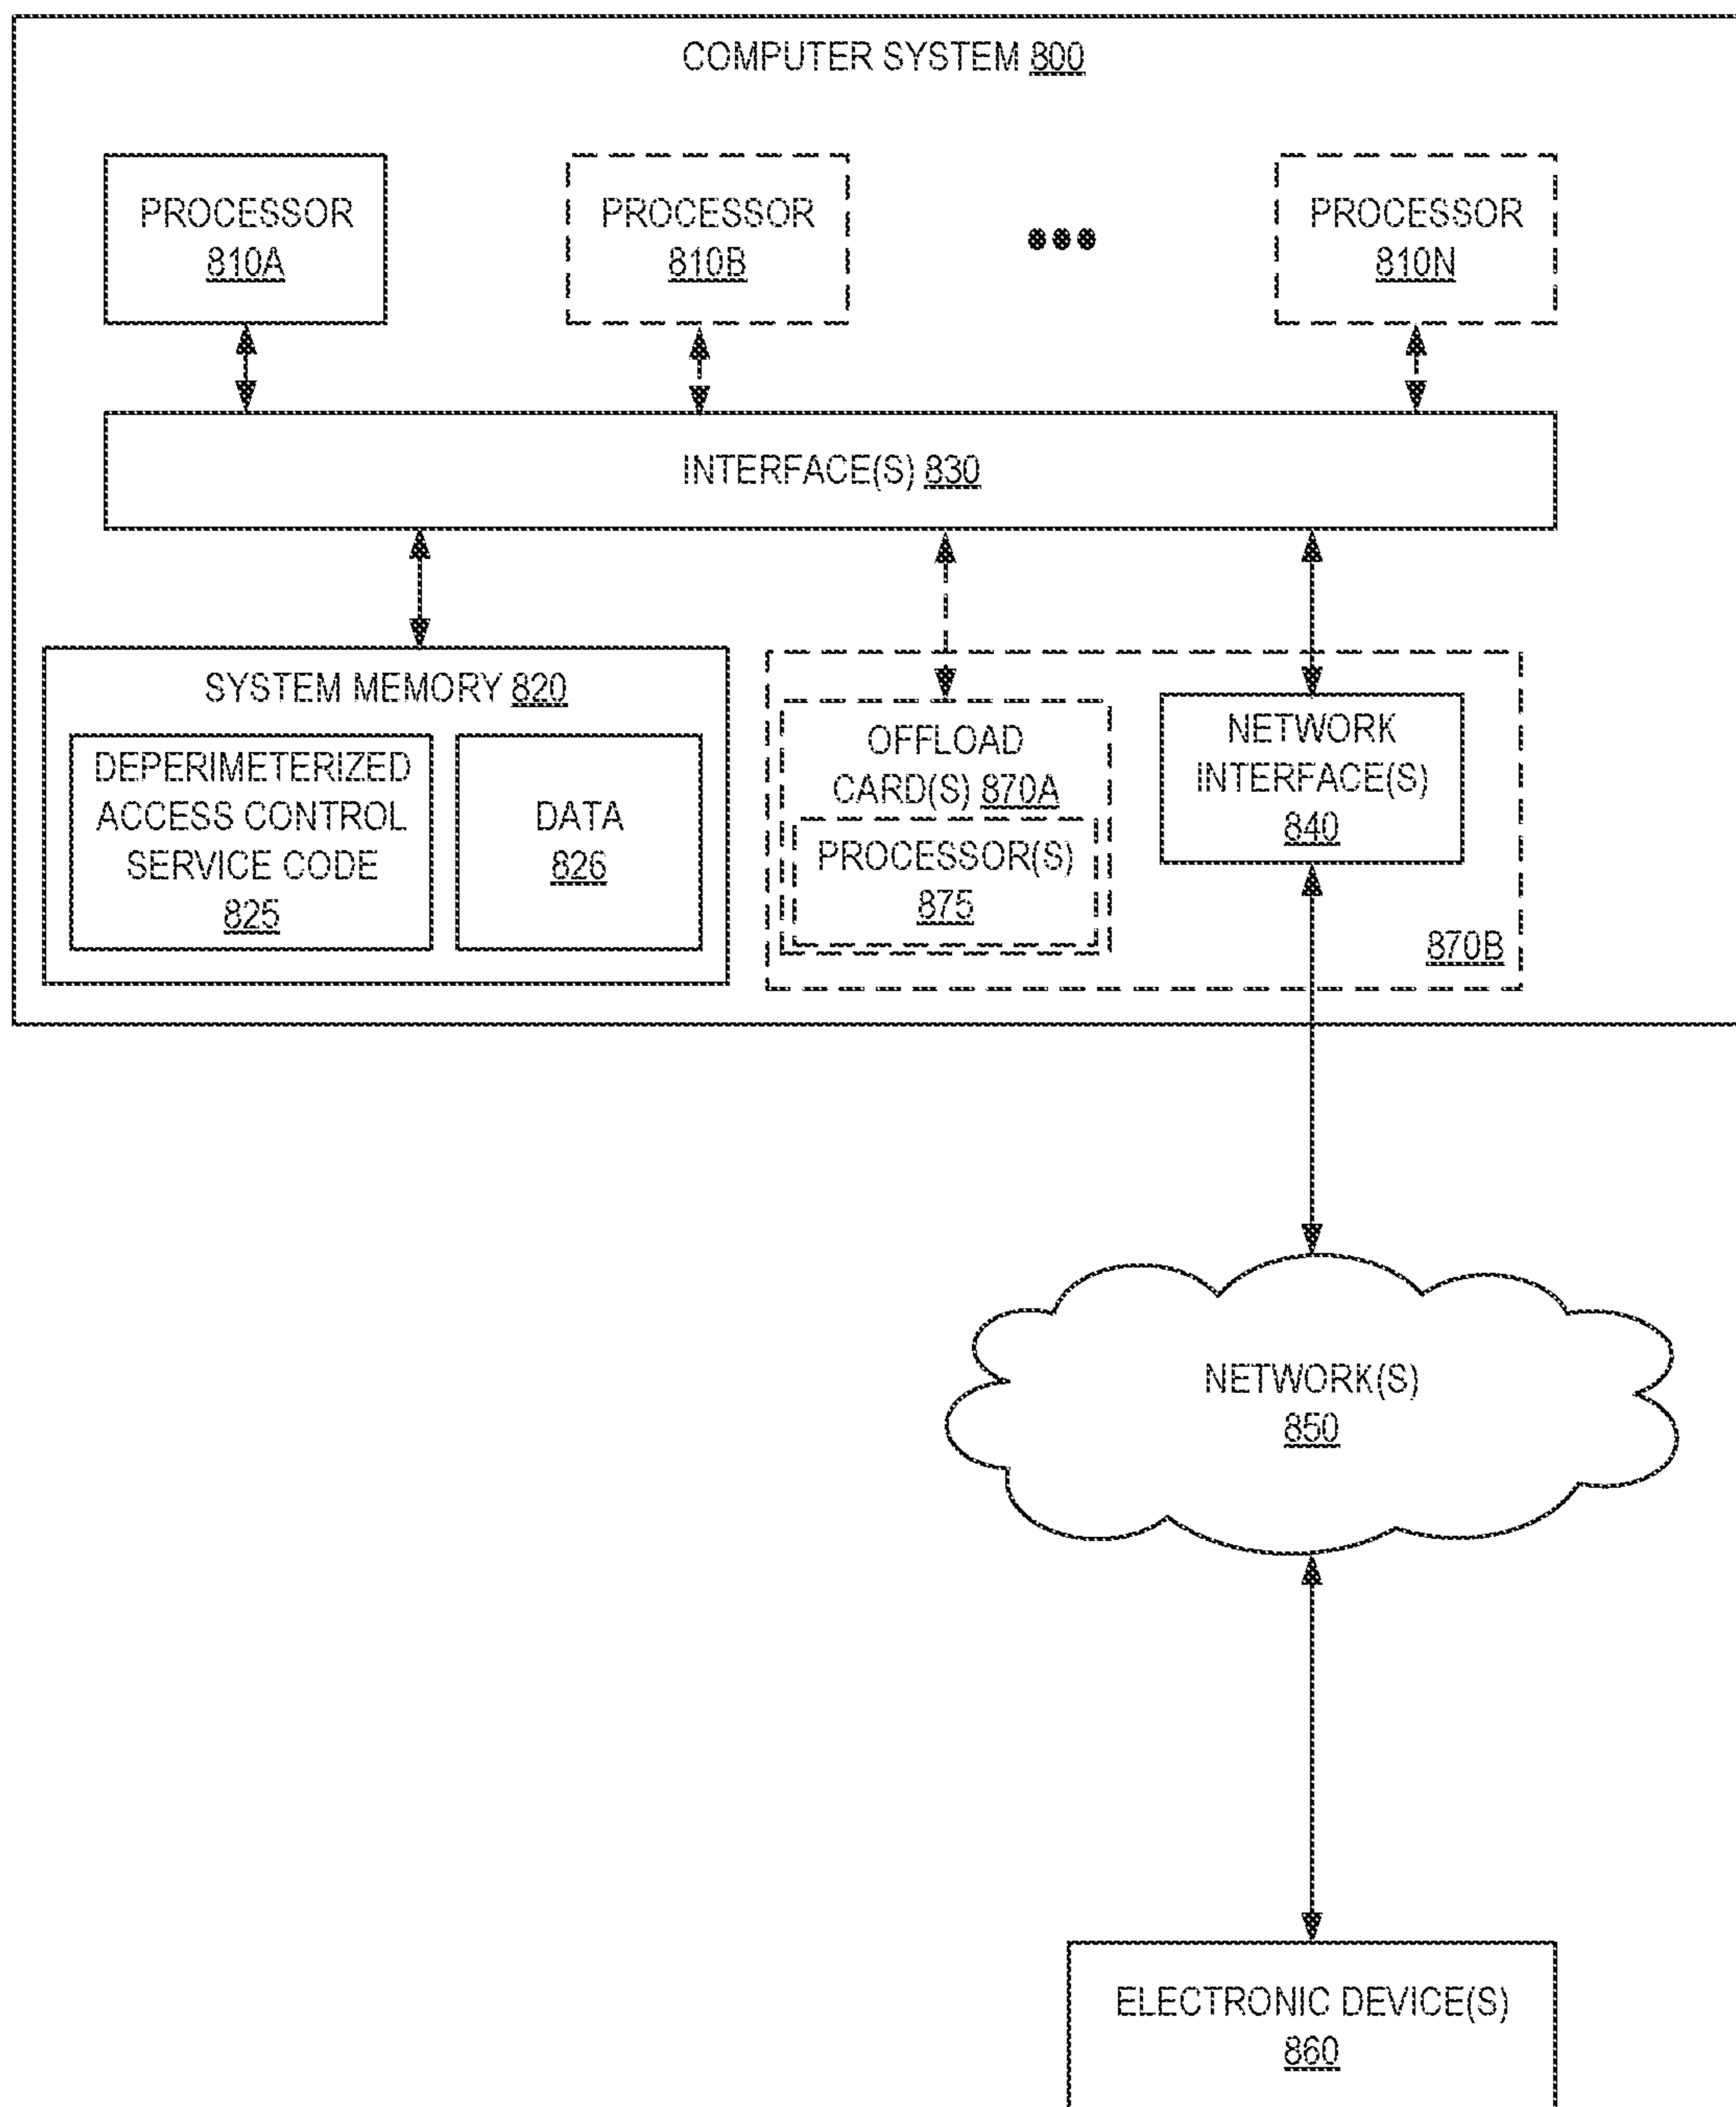 COMPUTER SYSTEM 800
PROCESSOR
810A
PROCESSOR
810B
PROCESSOR
810N
INTERFACE(S) 830
SYSTEM MEMORY 820
DEPERIMETERIZED
ACCESS CONTROL
SERVICE CODE
825
DATA
826
OFFLOAD
CARD(S) 870A
PROCESSOR(S)
875
NETWORK
INTERFACE(S)
840
870B
NETWORK(S)
850
ELECTRONIC DEVICE(S)
860